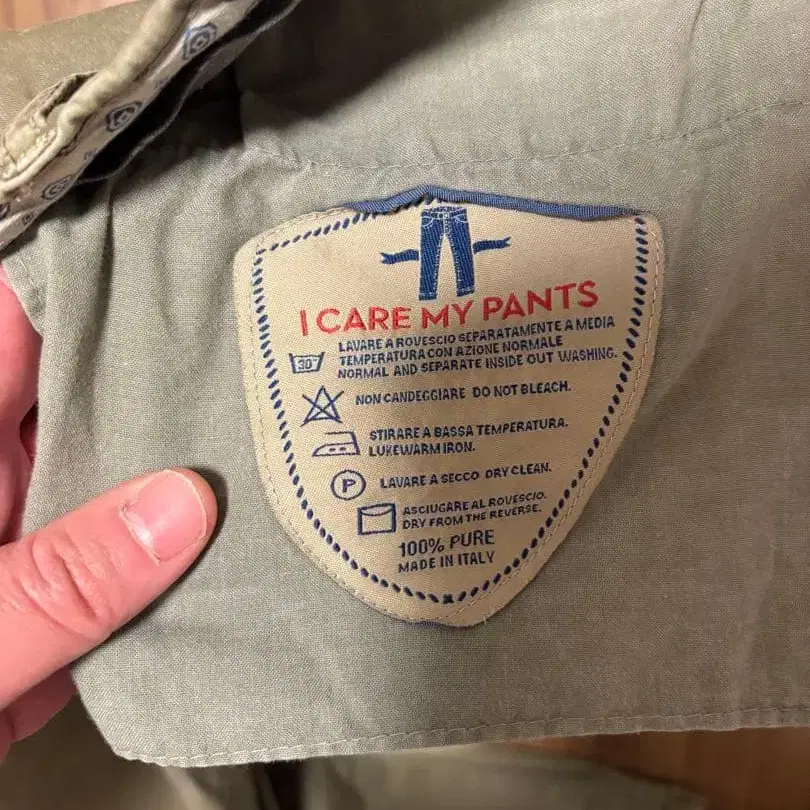 I CARE MY PANTS
LAVARE A ROVESCIO SEPARATAMENTE A MEDIA
30°
TEMPERATURA CON AZIONE NORMALE
NORMAL AND SEPARATE INSIDE OUT WASHING.
NON CANDEGGIARE DO NOT BLEACH.
STIRARE A BASSA TEMPERATURA.
LUKEWARM IRON.
P
LAVARE A SECCO DRY CLEAN.
ASCIUGARE AL ROVESCIO.
DRY FROM THE REVERSE.
100% PURE
MADE IN ITALY